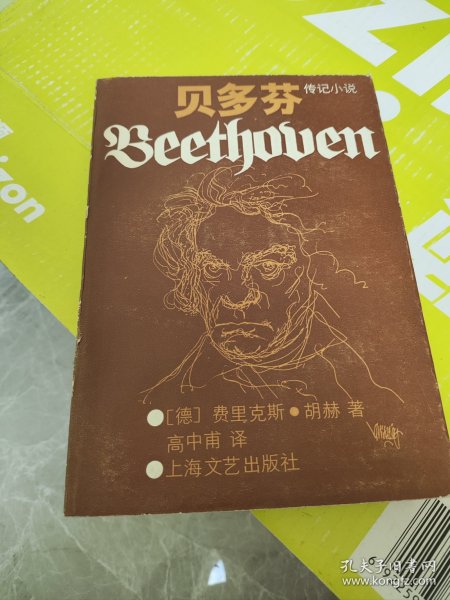 贝多芬
传记小说
Beethoven
[德] 费里克斯·胡赫 著
高中甫 译
上海文艺出版社
izon
孔夫子旧书网
www.kongfz.com